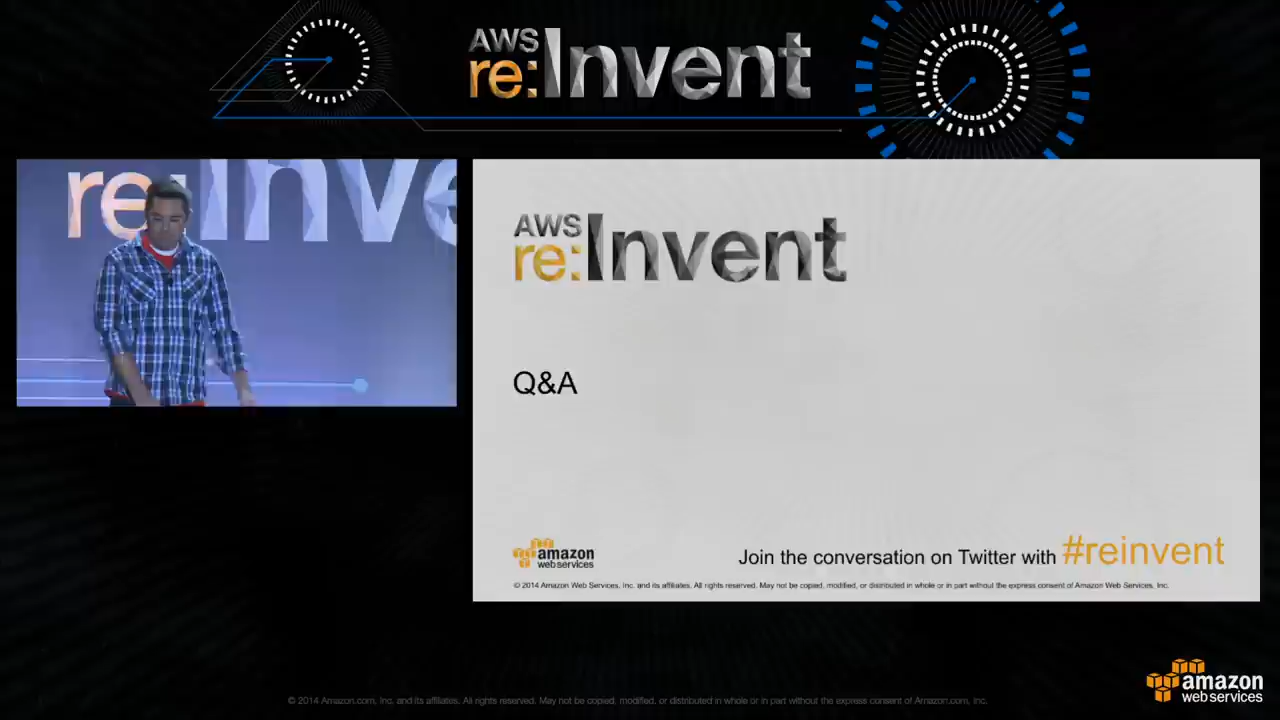 AWS
re:Invent
re:Inve
AWS
re:Invent
Q&A
amazon
web services
Join the conversation on Twitter with #reinvent
© 2014 Amazon Web Services, Inc. and its affiliates. All rights reserved. May not be copied, modified, or distributed in whole or in part without the express consent of Amazon Web Services, Inc.
amazon
web services
© 2014 Amazon.com, Inc. and its affiliates. All rights reserved. May not be copied, modified, or distributed in whole or in part without the express consent of Amazon.com, Inc.